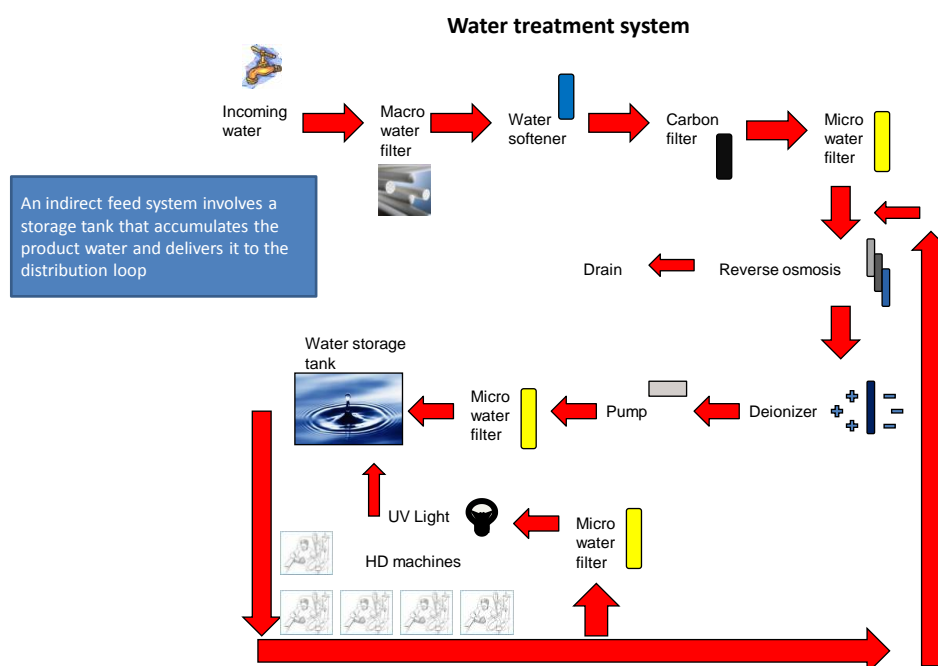 Water treatment system
Incoming
water
Macro
water
filter
Water
softener
Carbon
filter
Micro
water
filter
An indirect feed system involves a
storage tank that accumulates the
product water and delivers it to the
distribution loop
Drain
Reverse osmosis
Water storage
tank
Micro
water
filter
Pump
Deionizer
UV Light
Micro
water
filter
HD machines